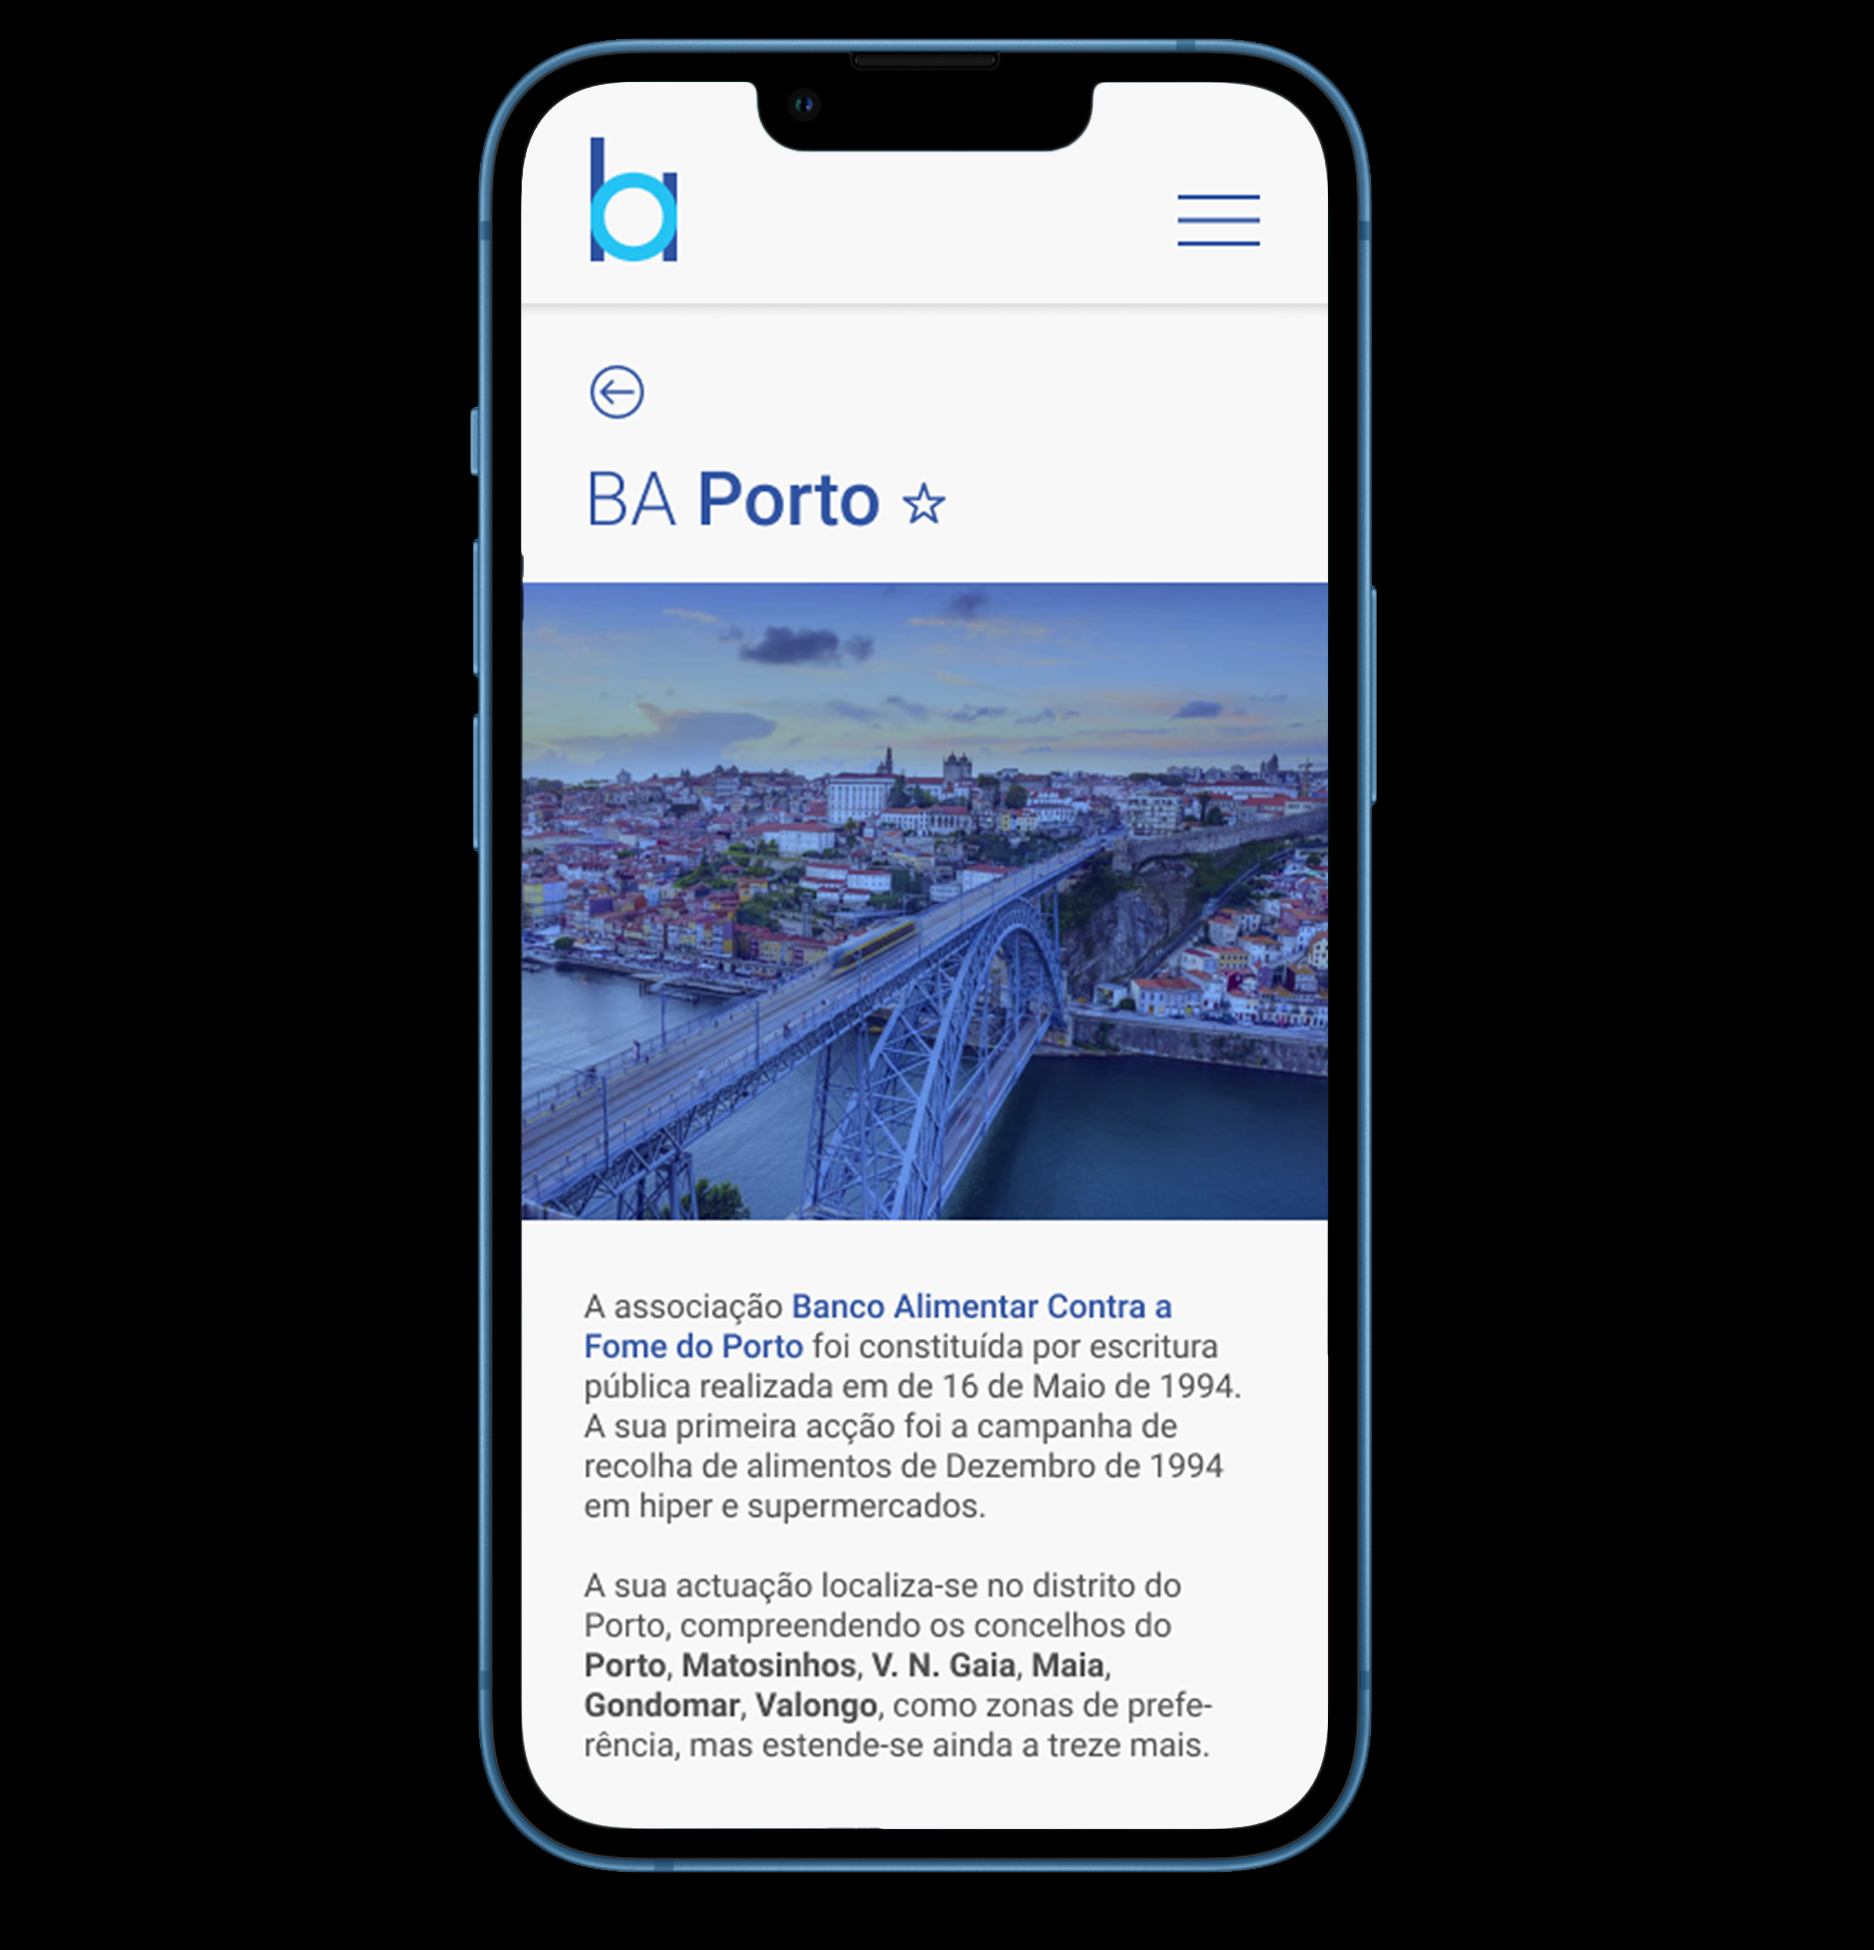 ba
BA Porto
A associação Banco Alimentar Contra a
Fome do Porto foi constituída por escritura
pública realizada em de 16 de Maio de 1994.
A sua primeira acção foi a campanha de
recolha de alimentos de Dezembro de 1994
em hiper e supermercados.
A sua actuação localiza-se no distrito do
Porto, compreendendo os concelhos do
Porto, Matosinhos, V. N. Gaia, Maia,
Gondomar, Valongo, como zonas de prefe-
rência, mas estende-se ainda a treze mais.